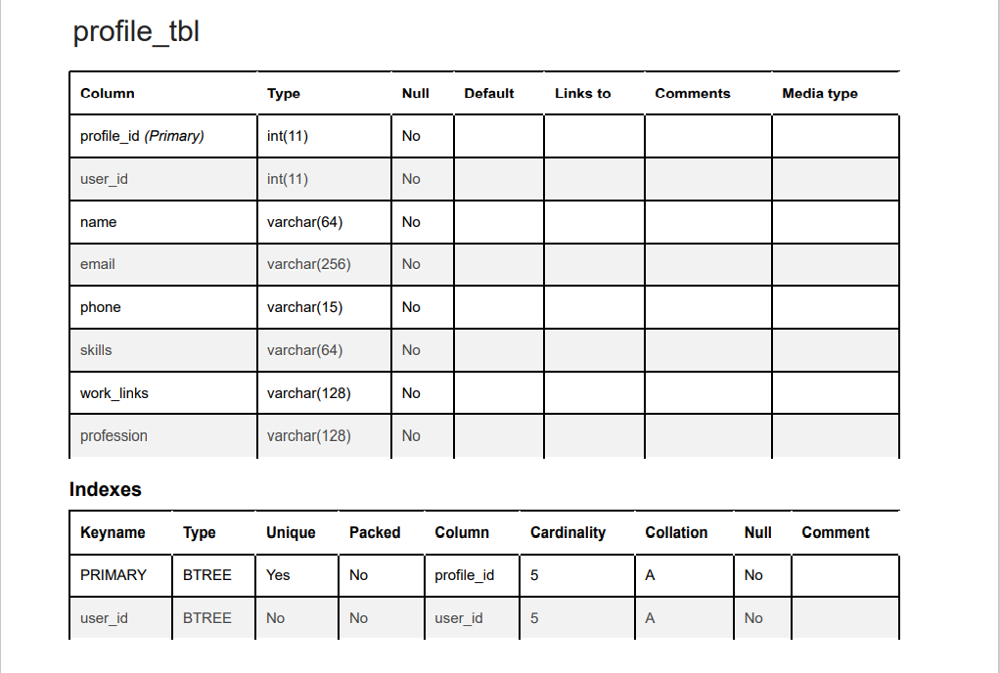 profile_tbl
Column Type Null Default Links to Comments Media type
profile_id (Primary) int(11) No
user_id int(11) No
name varchar(64) No
email varchar(256) No
phone varchar(15) No
skills varchar(64) No
work_links varchar(128) No
profession varchar(128) No
Indexes
Keyname Type Unique Packed Column Cardinality Collation Null Comment
PRIMARY BTREE Yes No profile_id 5 A No
user_id BTREE No No user_id 5 A No